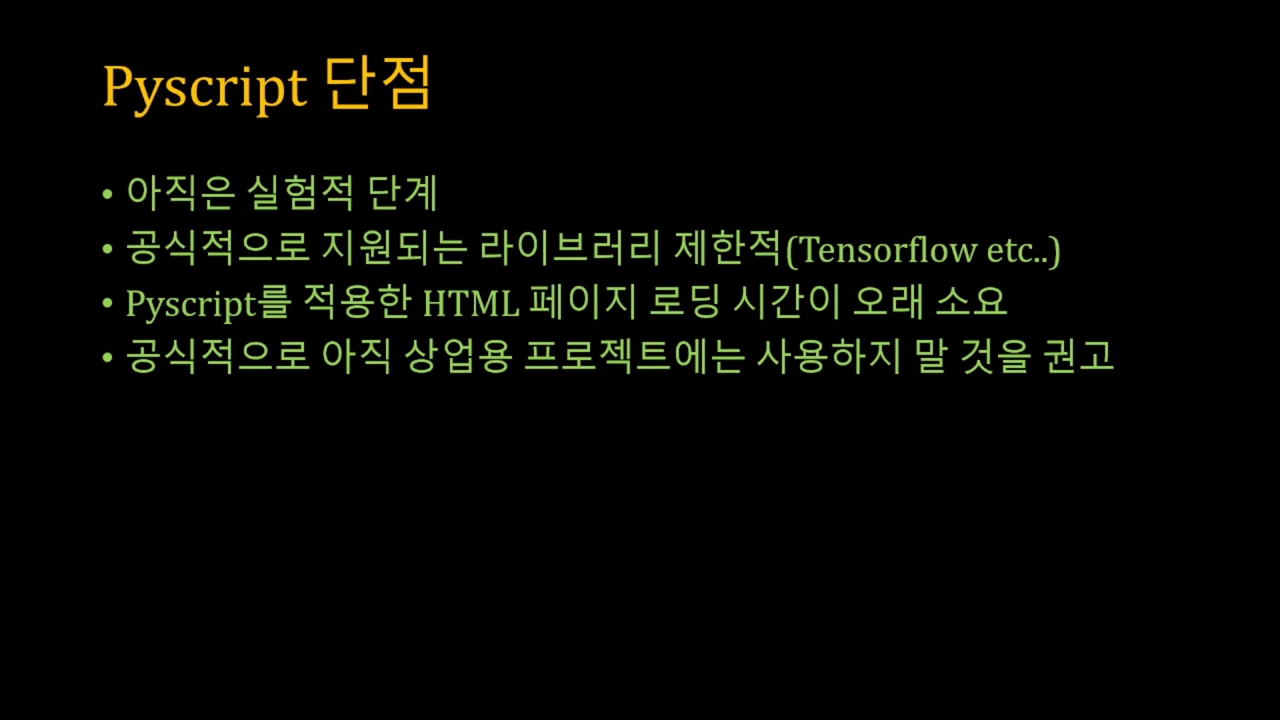 Pyscript 단점
• 아직은 실험적 단계
• 공식적으로 지원되는 라이브러리 제한적(Tensorflow etc..)
• Pyscript를 적용한 HTML 페이지 로딩 시간이 오래 소요
• 공식적으로 아직 상업용 프로젝트에는 사용하지 말 것을 권고